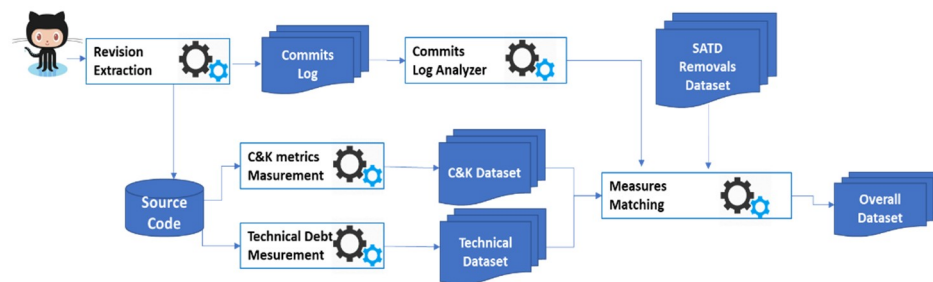 Revision
Extraction
Commits
Log
Commits
Log Analyzer
SATD
Removals
Dataset
C&K metrics
Masurement
C&K Dataset
Source
Code
Measures
Matching
Overall
Dataset
Technical Debt
Mesurement
Technical
Dataset